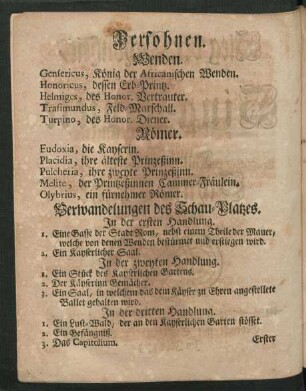 Persohnen.
Wenden.
Gensericus, König der Africanischen Wenden.
Honoricus, dessen Erb-Printz.
Helmiges, des Honor. Vertrauter.
Trasimundus, Feld-Marschall.
Turpino, des Honor. Diener.
Römer.
Eudoxia, die Kayserin.
Placidia, ihre älteste Printzeßinn.
Pulcheria, ihre zweyte Printzeßinn.
Melite, der Printzeßinnen Cammer-Fräulein.
Olybrius, ein fürnehmer Römer.
Verwandelungen des Schau-Platzes.
In der ersten Handlung.
1. Eine Gasse der Stadt Rom, nebst einem Theile der Mauer,
welche von denen Wenden bestürmet und erstiegen wird.
2. Ein Kayserlicher Saal.
In der zweyten Handlung.
1. Ein Stück des Kayserlichen Gartens.
2. Der Käyserinn Gemächer.
3. Ein Saal, in welchem das dem Käyser zu Ehren angestellete
Ballet gehalten wird.
In der dritten Handlung.
1. Ein Lust-Wald, der an den Kayserlichen Garten stösset.
2. Ein Gefängniß.
3. Das Capitolium.
Erster